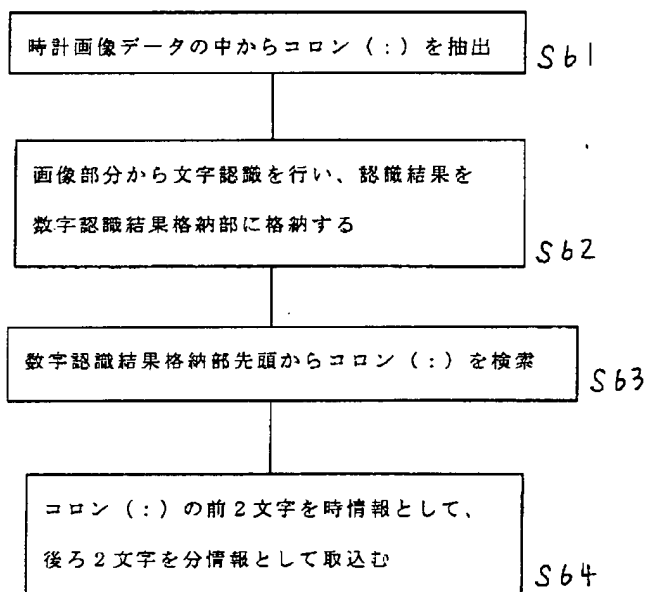 時計画像データの中からコロン（：）を抽出
S61
画像部分から文字認識を行い、認識結果を
数字認識結果格納部に格納する
S62
数字認識結果格納部先頭からコロン（：）を検索
S63
コロン（：）の前２文字を時情報として、
後ろ２文字を分情報として取込む
S64